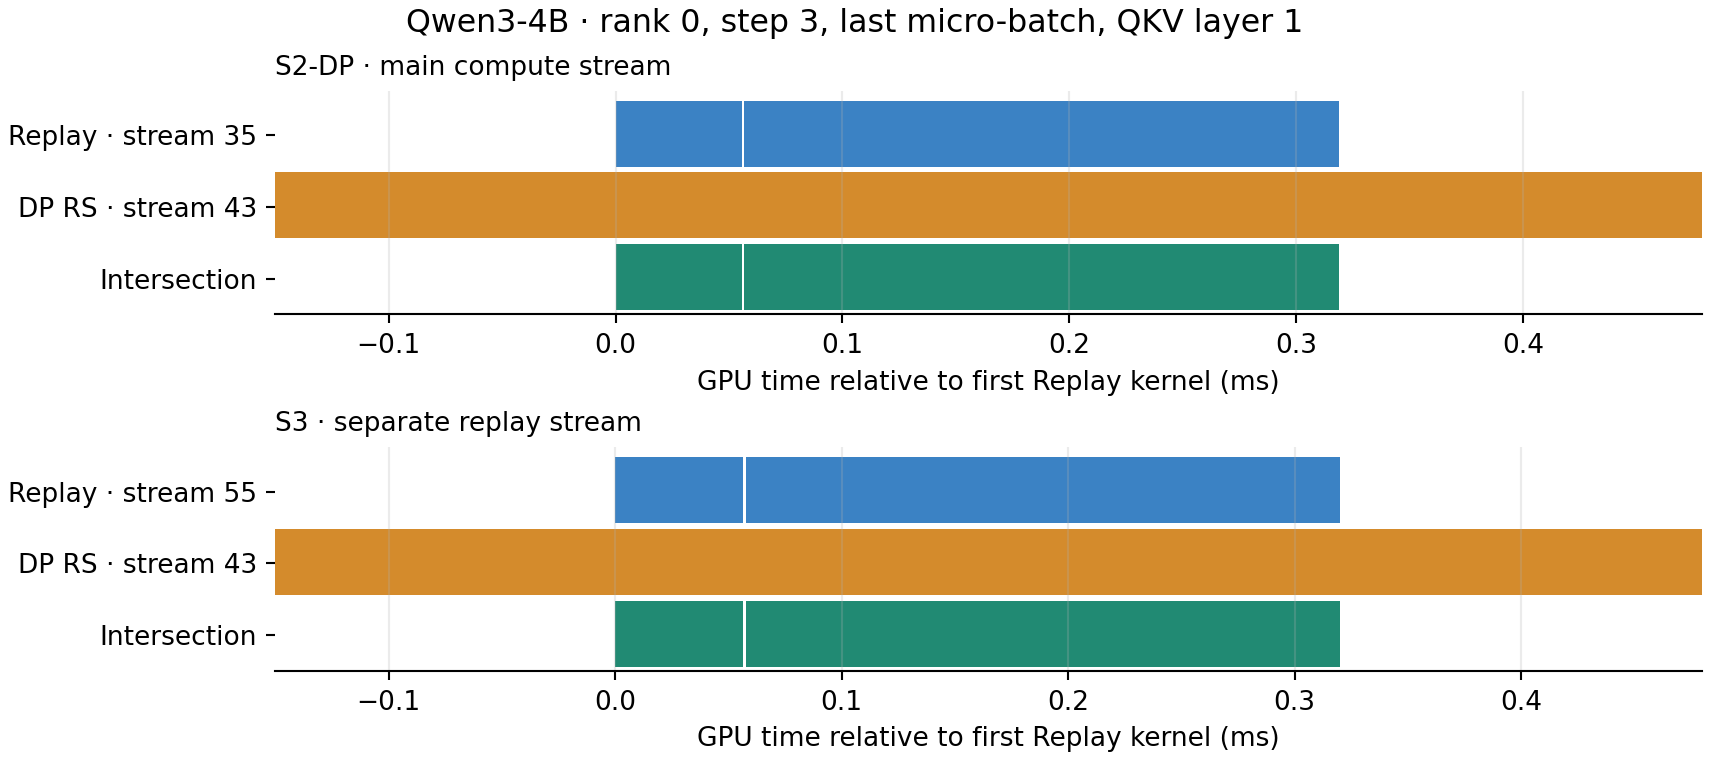 Qwen3-4B · rank 0, step 3, last micro-batch, QKV layer 1
S2-DP · main compute stream
Replay · stream 35
DP RS · stream 43
Intersection
−0.1 0.0 0.1 0.2 0.3 0.4
GPU time relative to first Replay kernel (ms)
S3 · separate replay stream
Replay · stream 55
DP RS · stream 43
Intersection
−0.1 0.0 0.1 0.2 0.3 0.4
GPU time relative to first Replay kernel (ms)